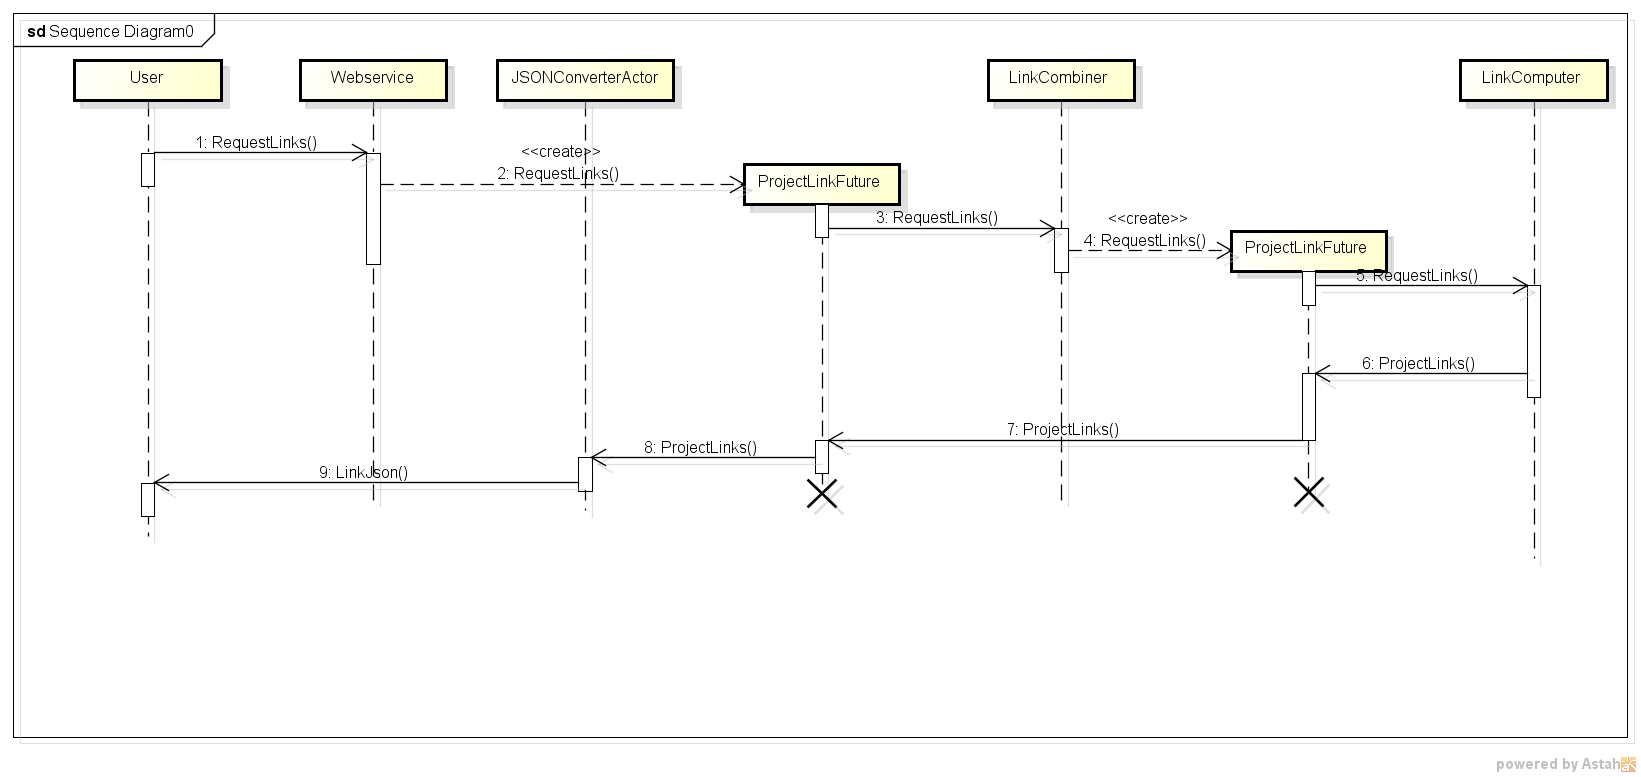 sd Sequence Diagram0
User
Webservice
JSONConverterActor
LinkCombiner
LinkComputer
1: RequestLinks()
<<create>>
2: RequestLinks()
ProjectLinkFuture
3: RequestLinks()
<<create>>
4: RequestLinks()
ProjectLinkFuture
5: RequestLinks()
6: ProjectLinks()
7: ProjectLinks()
8: ProjectLinks()
9: LinkJson()
powered by Astah